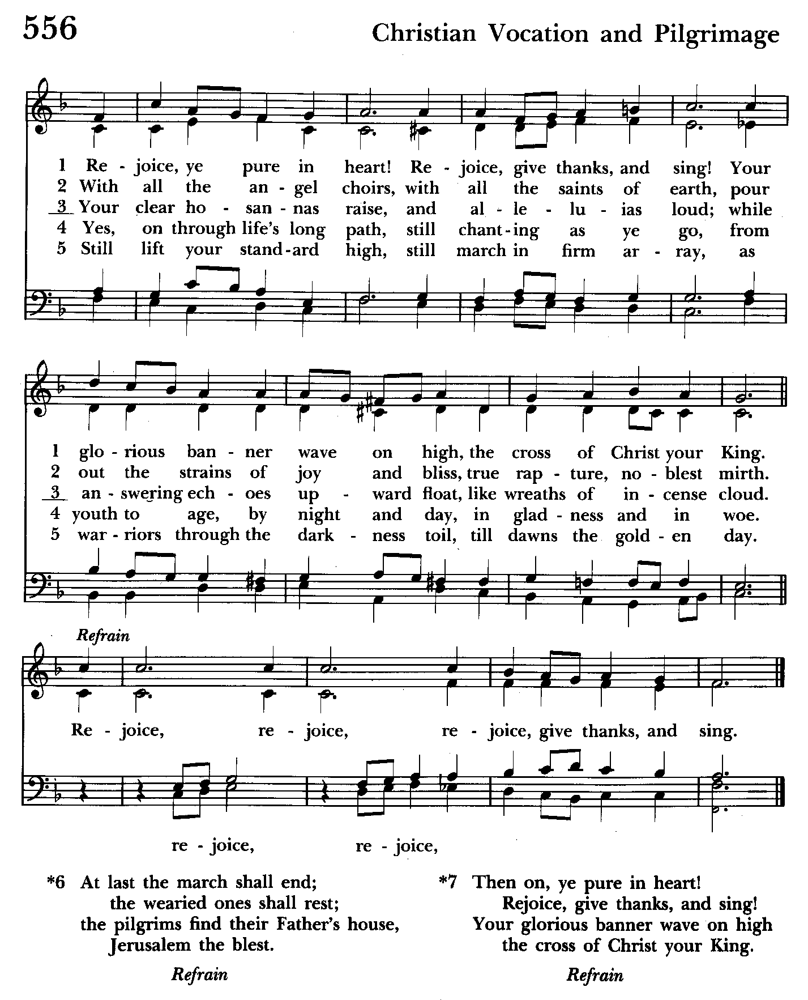 556 Christian Vocation and Pilgrimage
1 Re - joice, ye pure in heart! Re - joice, give thanks, and sing! Your
2 With all the an - gel choirs, with all the saints of earth, pour
3 Your clear ho - san - nas raise, and al - le - lu - ias loud; while
4 Yes, on through life's long path, still chant - ing as ye go, from
5 Still lift your stand - ard high, still march in firm ar - ray, as
1 glo - rious ban - ner wave on high, the cross of Christ your King.
2 out the strains of joy and bliss, true rap - ture, no - blest mirth.
3 an - swering ech - oes up - ward float, like wreaths of in - cense cloud.
4 youth to age, by night and day, in glad - ness and in woe.
5 war - riors through the dark - ness toil, till dawns the gold - en day.
Refrain
Re - joice, re - joice, re - joice, give thanks, and sing.
re - joice, re - joice,
*6 At last the march shall end;
the wearied ones shall rest;
the pilgrims find their Father's house,
Jerusalem the blest.
Refrain
*7 Then on, ye pure in heart!
Rejoice, give thanks, and sing!
Your glorious banner wave on high
the cross of Christ your King.
Refrain